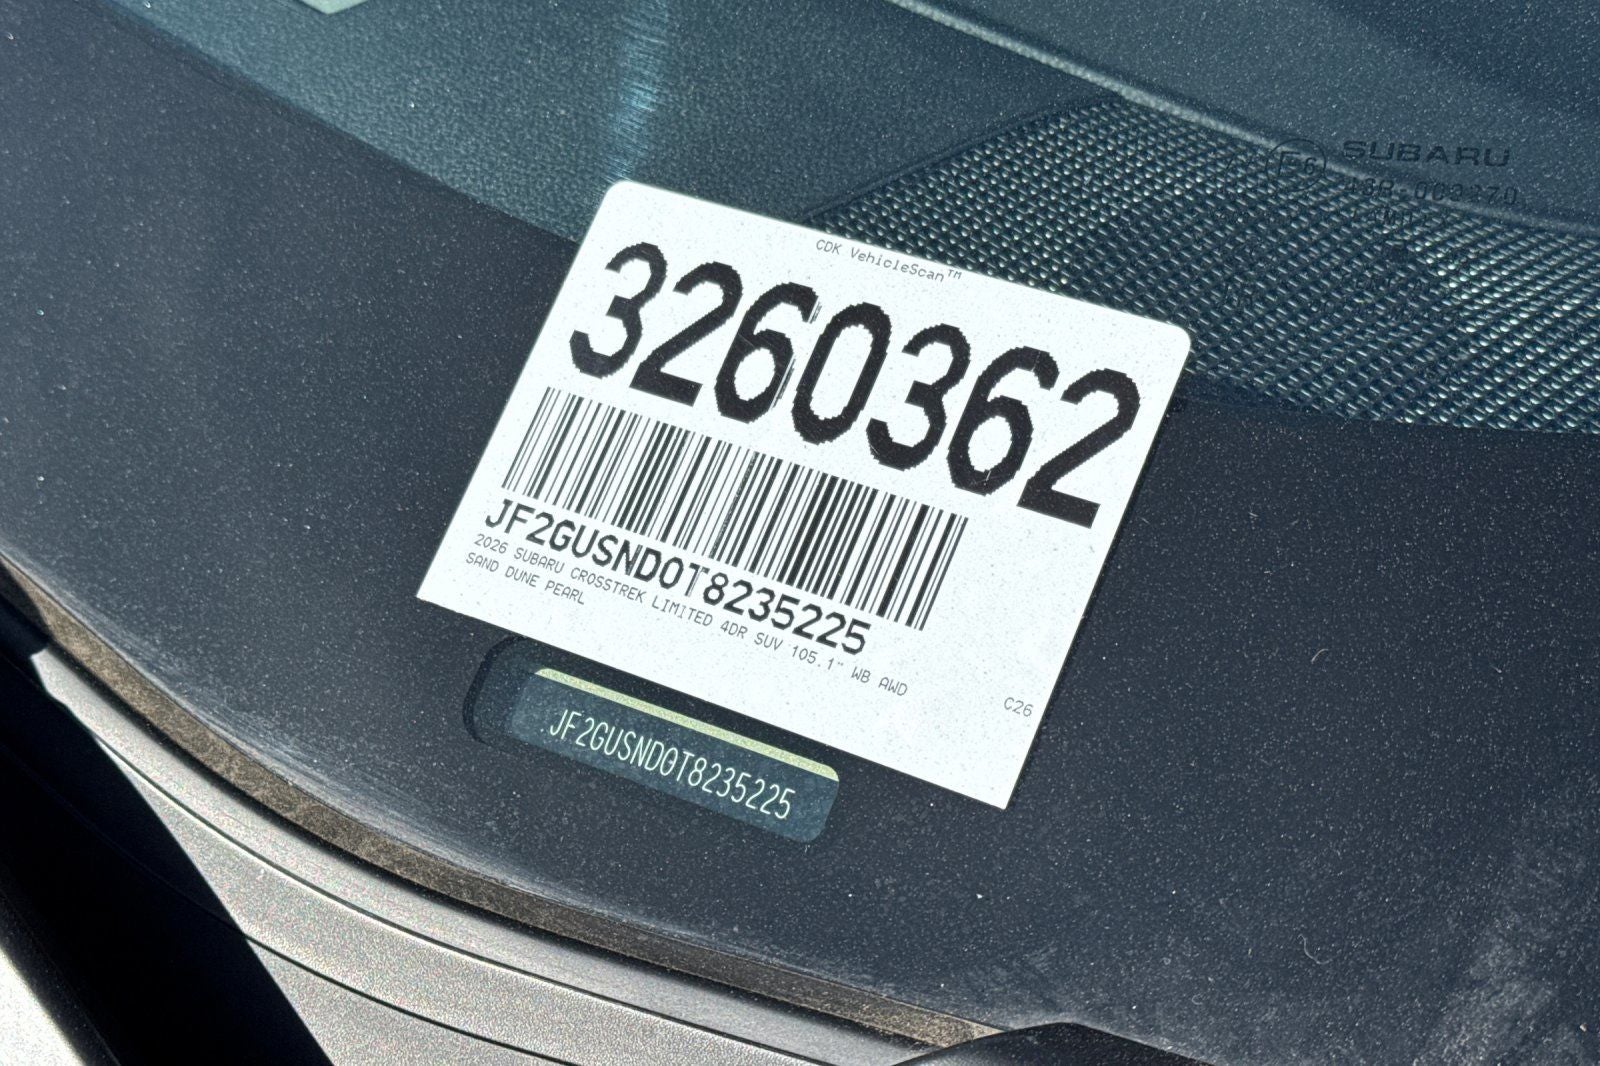 SUBARU
CDK VehicleScan™
3260362
JF2GUSND0T8235225
2026 SUBARU CROSSTREK LIMITED 4DR SUV 105.1" WB AWD
SAND DUNE PEARL
C26
JF2GUSND0T8235225